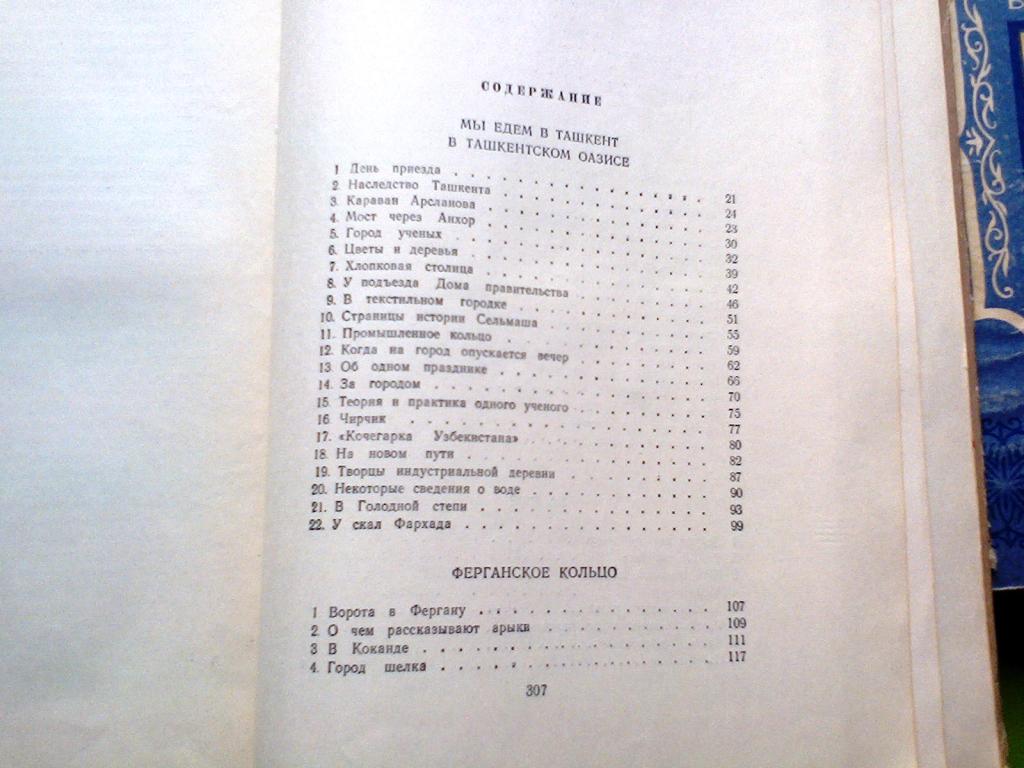 СОДЕРЖАНИЕ
МЫ ЕДЕМ В ТАШКЕНТ
В ТАШКЕНТСКОМ ОАЗИСЕ
1 День приезда . . . . . . . . . . . . . . 21
2. Наследство Ташкента . . . . . . . . . . . . 24
3. Караван Арсланова . . . . . . . . . . . . 23
4. Мост через Анхор . . . . . . . . . . . . 30
5. Город ученых . . . . . . . . . . . . . 32
6. Цветы и деревья . . . . . . . . . . . . 39
7. Хлопковая столица . . . . . . . . . . . . 42
8. У подъезда Дома правительства . . . . . . . . 46
9. В текстильном городке . . . . . . . . . . 51
10. Страницы истории Сельмаша . . . . . . . . . 55
11. Промышленное кольцо . . . . . . . . . . . 59
12. Когда на город опускается вечер . . . . . . . . 62
13. Об одном празднике . . . . . . . . . . . 66
14. За городом . . . . . . . . . . . . . . 70
15. Теория и практика одного ученого . . . . . . . . 75
16. Чирчик . . . . . . . . . . . . . . . 77
17. «Кочегарка Узбекистана» . . . . . . . . . . 80
18. На новом пути . . . . . . . . . . . . . 82
19. Творцы индустриальной деревни . . . . . . . . 87
20. Некоторые сведения о воде . . . . . . . . . . 90
21. В Голодной степи . . . . . . . . . . . . 93
22. У скал Фархада . . . . . . . . . . . . . 99
ФЕРГАНСКОЕ КОЛЬЦО
1 Ворота в Фергану . . . . . . . . . . . . . 107
2. О чем рассказывают арыки . . . . . . . . . . 109
3 В Коканде . . . . . . . . . . . . . . . 111
4. Город шелка . . . . . . . . . . . . . . 117
307